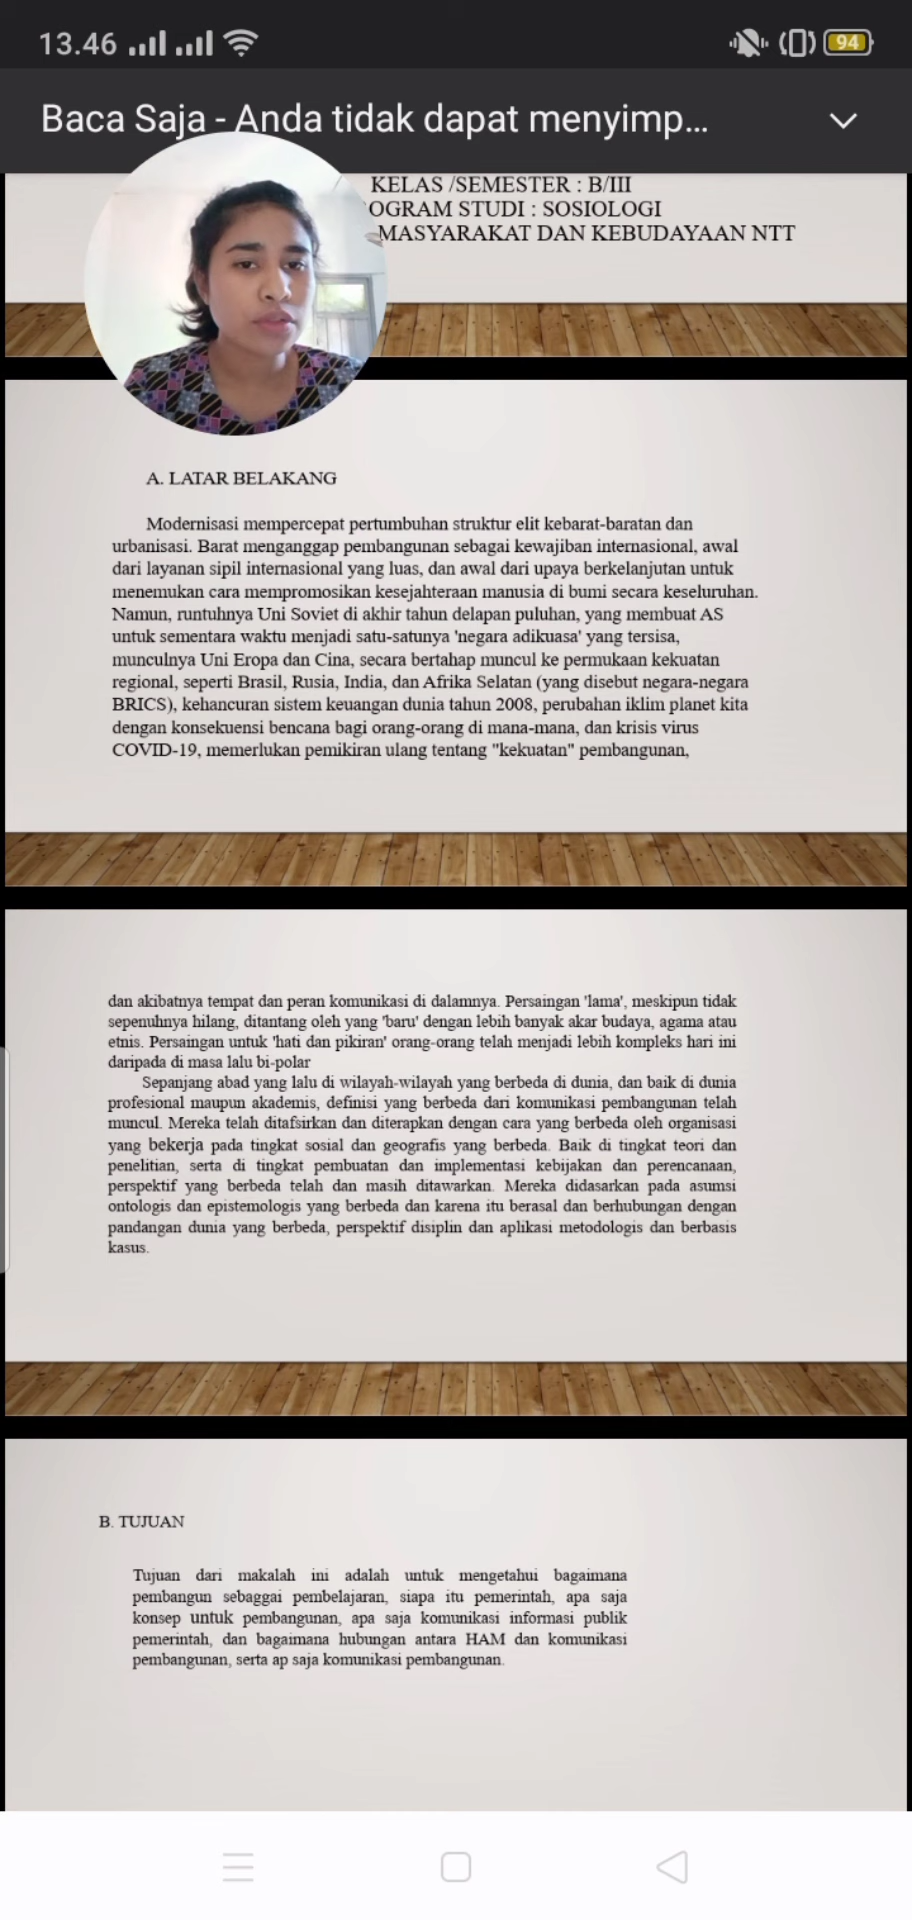 13.46
94
Baca Saja - Anda tidak dapat menyimp...
KELAS /SEMESTER : B/III
OGRAM STUDI : SOSIOLOGI
MASYARAKAT DAN KEBUDAYAAN NTT
A. LATAR BELAKANG
Modernisasi mempercepat pertumbuhan struktur elit kebarat-baratan dan
urbanisasi. Barat menganggap pembangunan sebagai kewajiban internasional, awal
dari layanan sipil internasional yang luas, dan awal dari upaya berkelanjutan untuk
menemukan cara mempromosikan kesejahteraan manusia di bumi secara keseluruhan.
Namun, runtuhnya Uni Soviet di akhir tahun delapan puluhan, yang membuat AS
untuk sementara waktu menjadi satu-satunya 'negara adikuasa' yang tersisa,
munculnya Uni Eropa dan Cina, secara bertahap muncul ke permukaan kekuatan
regional, seperti Brasil, Rusia, India, dan Afrika Selatan (yang disebut negara-negara
BRICS), kehancuran sistem keuangan dunia tahun 2008, perubahan iklim planet kita
dengan konsekuensi bencana bagi orang-orang di mana-mana, dan krisis virus
COVID-19, memerlukan pemikiran ulang tentang "kekuatan" pembangunan,
dan akibatnya tempat dan peran komunikasi di dalamnya. Persaingan 'lama', meskipun tidak
sepenuhnya hilang, ditantang oleh yang 'baru' dengan lebih banyak akar budaya, agama atau
etnis. Persaingan untuk 'hati dan pikiran' orang-orang telah menjadi lebih kompleks hari ini
daripada di masa lalu bi-polar
Sepanjang abad yang lalu di wilayah-wilayah yang berbeda di dunia, dan baik di dunia
profesional maupun akademis, definisi yang berbeda dari komunikasi pembangunan telah
muncul. Mereka telah ditafsirkan dan diterapkan dengan cara yang berbeda oleh organisasi
yang bekerja pada tingkat sosial dan geografis yang berbeda. Baik di tingkat teori dan
penelitian, serta di tingkat pembuatan dan implementasi kebijakan dan perencanaan,
perspektif yang berbeda telah dan masih ditawarkan. Mereka didasarkan pada asumsi
ontologis dan epistemologis yang berbeda dan karena itu berasal dan berhubungan dengan
pandangan dunia yang berbeda, perspektif disiplin dan aplikasi metodologis dan berbasis
kasus.
B. TUJUAN
Tujuan dari makalah ini adalah untuk mengetahui bagaimana
pembangun sebaggai pembelajaran, siapa itu pemerintah, apa saja
konsep untuk pembangunan, apa saja komunikasi informasi publik
pemerintah, dan bagaimana hubungan antara HAM dan komunikasi
pembangunan, serta ap saja komunikasi pembangunan.